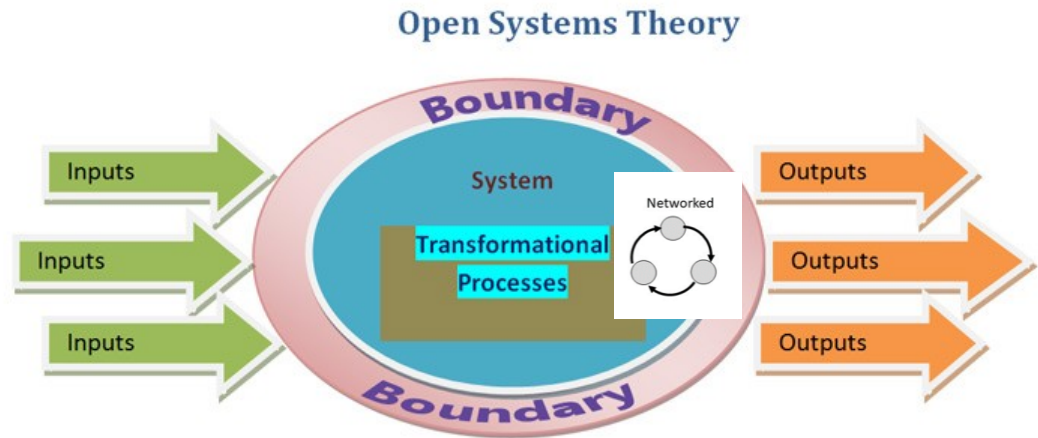 Open Systems Theory
Boundary
Inputs
Outputs
System
Networked
Transformational
Processes
Inputs
Outputs
Inputs
Outputs
Boundary